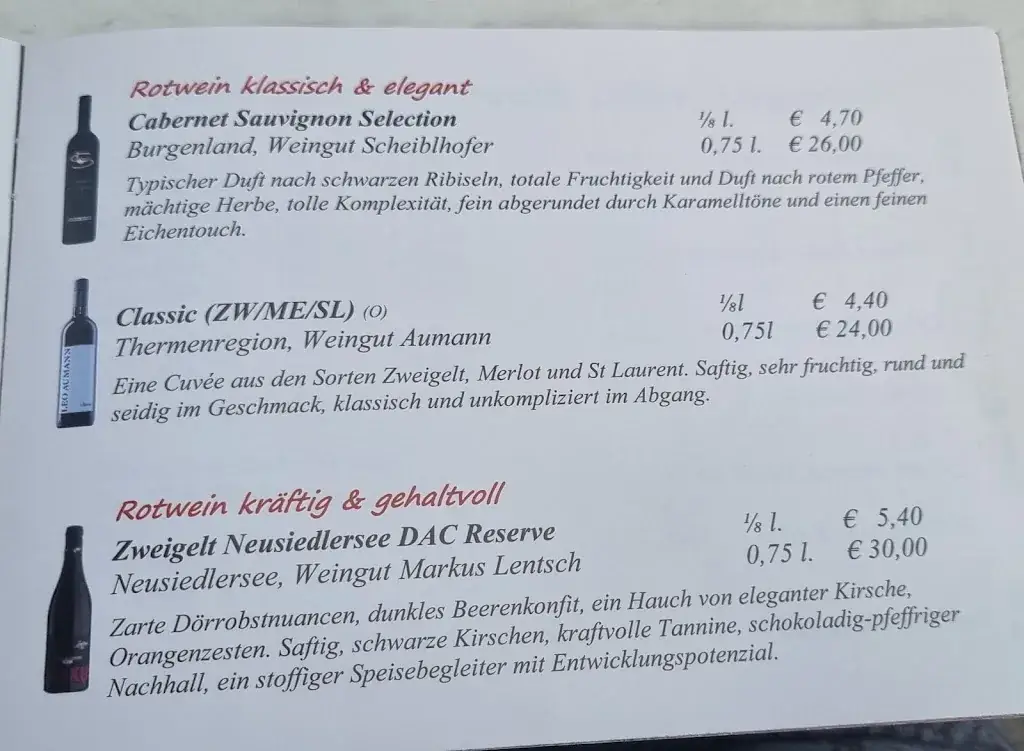 Rotwein klassisch & elegant
Cabernet Sauvignon Selection ⅛ l. € 4,70
Burgenland, Weingut Scheiblhofer 0,75 l. € 26,00
Typischer Duft nach schwarzen Ribiseln, totale Fruchtigkeit und Duft nach rotem Pfeffer,
mächtige Herbe, tolle Komplexität, fein abgerundet durch Karamelltöne und einen feinen
Eichentouch.
Classic (ZW/ME/SL) (O) ⅛l € 4,40
Thermenregion, Weingut Aumann 0,75l € 24,00
LEO AUMANN
Eine Cuvée aus den Sorten Zweigelt, Merlot und St Laurent. Saftig, sehr fruchtig, rund und
seidig im Geschmack, klassisch und unkompliziert im Abgang.
Rotwein kräftig & gehaltvoll
Zweigelt Neusiedlersee DAC Reserve ⅛ l. € 5,40
Neusiedlersee, Weingut Markus Lentsch 0,75 l. € 30,00
Zarte Dörrobstnuancen, dunkles Beerenkonfit, ein Hauch von eleganter Kirsche,
Orangenzesten. Saftig, schwarze Kirschen, kraftvolle Tannine, schokoladig-pfeffriger
Nachhall, ein stoffiger Speisebegleiter mit Entwicklungspotenzial.